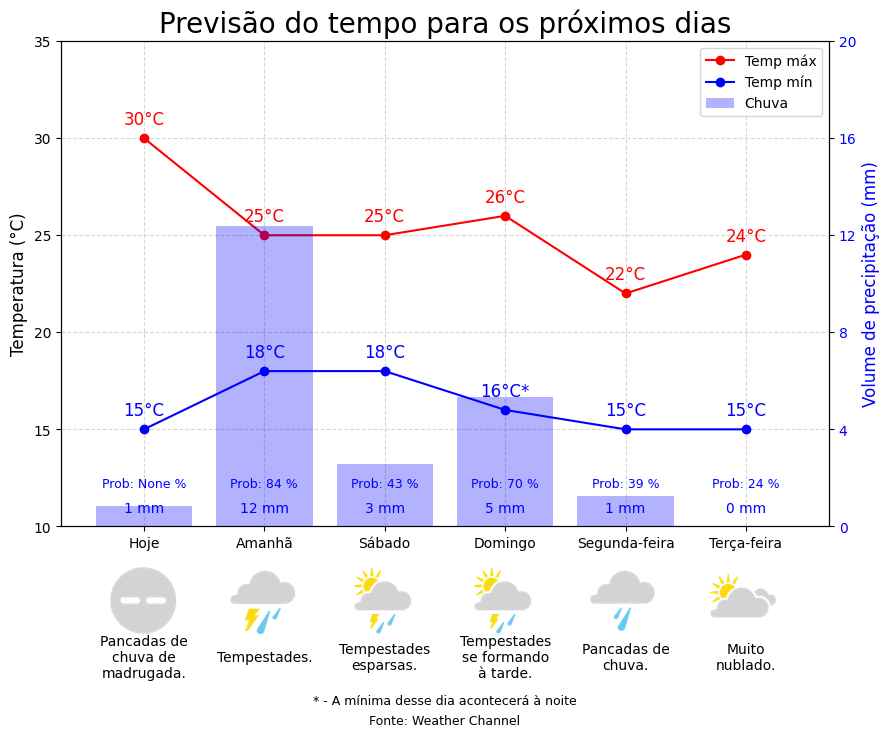 Previsão do tempo para os próximos dias
35
30
25
20
15
10
Temperatura (°C)
20
16
12
8
4
0
Volume de precipitação (mm)
Temp máx
Temp mín
Chuva
30°C
25°C
25°C
26°C
22°C
24°C
15°C
18°C
18°C
16°C*
15°C
15°C
Prob: None %
Prob: 84 %
Prob: 43 %
Prob: 70 %
Prob: 39 %
Prob: 24 %
1 mm
12 mm
3 mm
5 mm
1 mm
0 mm
Hoje
Amanhã
Sábado
Domingo
Segunda-feira
Terça-feira
Pancadas de
chuva de
madrugada.
Tempestades.
Tempestades
esparsas.
Tempestades
se formando
à tarde.
Pancadas de
chuva.
Muito
nublado.
* - A mínima desse dia acontecerá à noite
Fonte: Weather Channel